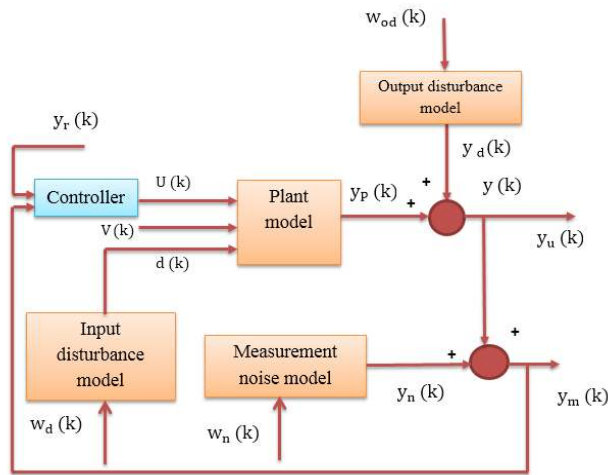 w_od (k)
Output disturbance
model
y_r (k)
y_d (k)
U (k)
Plant
model
y_P (k)
+
+
y (k)
Controller
V (k)
y_u (k)
d (k)
Input
disturbance
model
Measurement
noise model
+
+
y_n (k)
y_m (k)
w_d (k)
w_n (k)